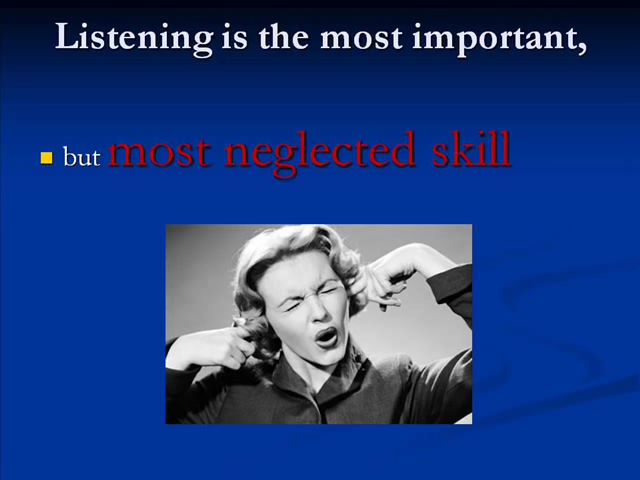 Listening is the most important,
but most neglected skill